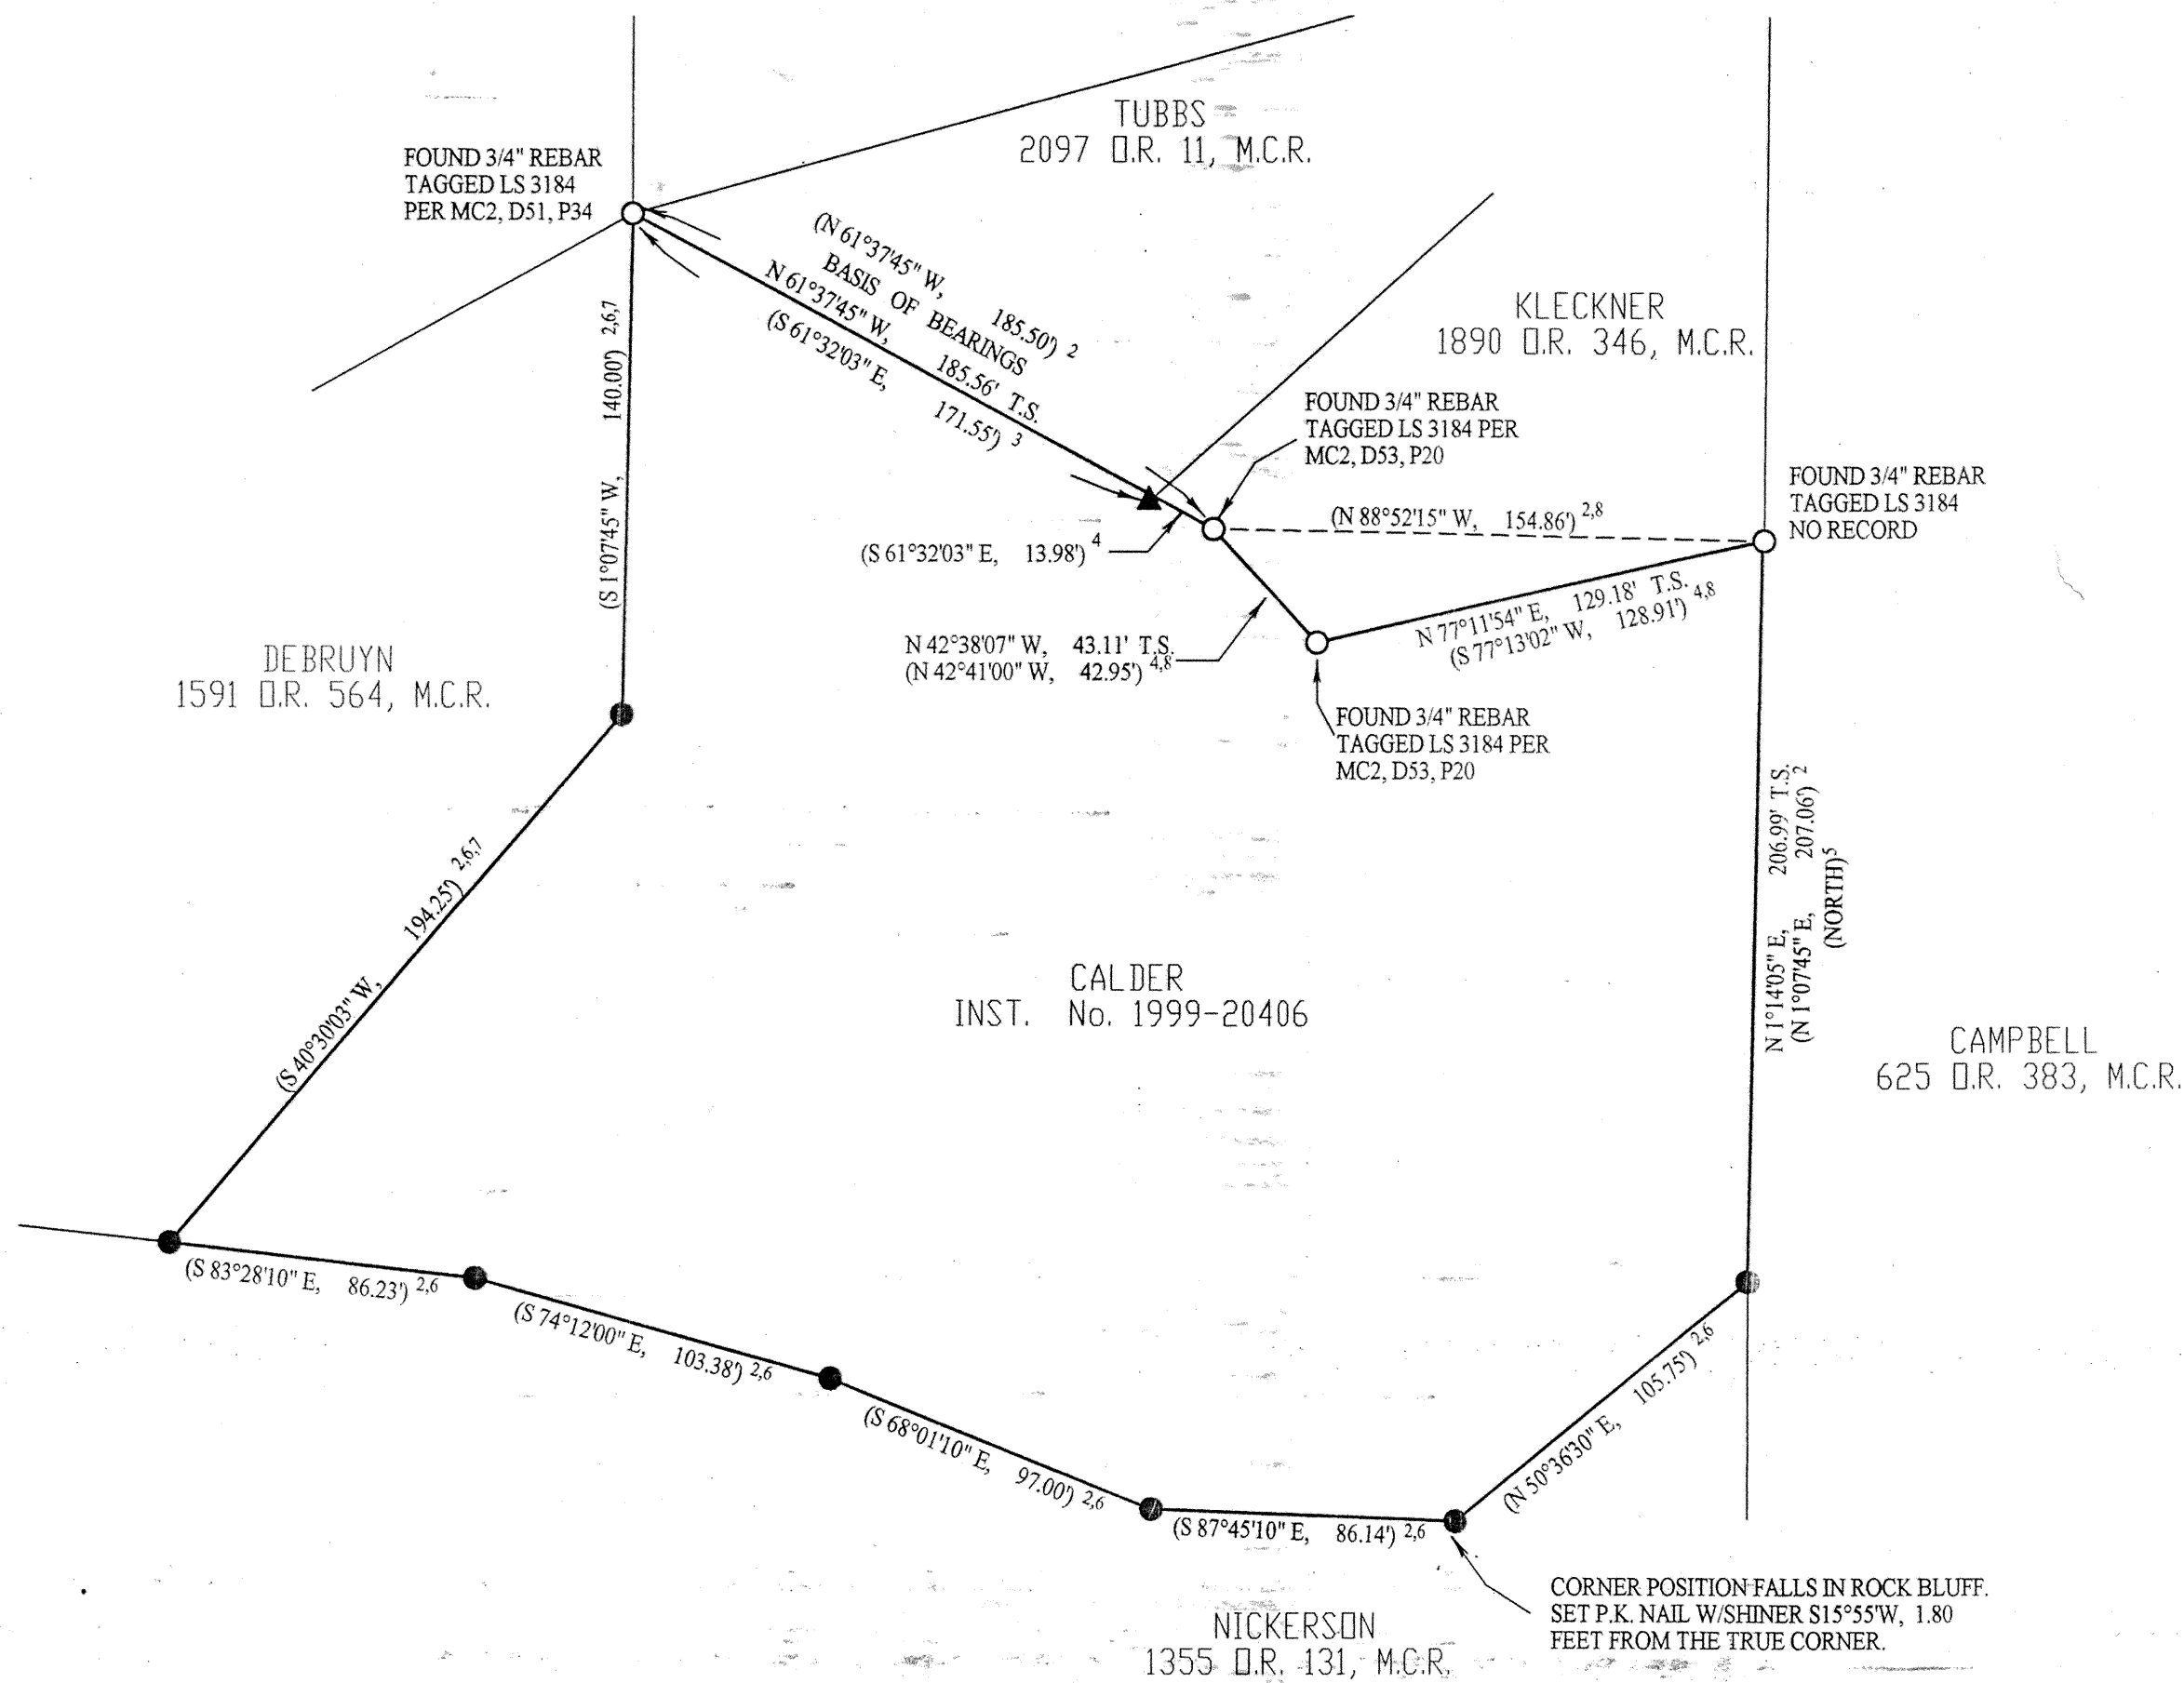 TUBBS
2097 O.R. 11, M.C.R.
FOUND 3/4" REBAR
TAGGED LS 3184
PER MC2, D51, P34
(N 61°37'45" W, 185.50') 2
BASIS OF BEARINGS
N 61°37'45" W, 185.56' T.S.
(S 61°32'03" E, 171.55') 3
KLECKNER
1890 O.R. 346, M.C.R.
FOUND 3/4" REBAR
TAGGED LS 3184 PER
MC2, D53, P20
FOUND 3/4" REBAR
TAGGED LS 3184
NO RECORD
(S 1°07'45" W, 140.00') 2,6,7
(N 88°52'15" W, 154.86') 2,8
(S 61°32'03" E, 13.98') 4
N 77°11'54" E, 129.18' T.S.
(S 77°13'02" W, 128.91') 4,8
N 42°38'07" W, 43.11' T.S.
(N 42°41'00" W, 42.95') 4,8
DEBRUYN
1591 O.R. 564, M.C.R.
FOUND 3/4" REBAR
TAGGED LS 3184 PER
MC2, D53, P20
N 1°14'05" E, 206.99' T.S.
(N 1°07'45" E, 207.06') 2
(NORTH) 5
(S 40°30'03" W, 194.25') 2,6,7
CALDER
INST. No. 1999-20406
CAMPBELL
625 O.R. 383, M.C.R.
(S 83°28'10" E, 86.23') 2,6
(S 74°12'00" E, 103.38') 2,6
(S 68°01'10" E, 97.00') 2,6
(S 87°45'10" E, 86.14') 2,6
(N 50°36'30" E, 105.75') 2,6
CORNER POSITION FALLS IN ROCK BLUFF.
SET P.K. NAIL W/SHINER S15°55'W, 1.80
FEET FROM THE TRUE CORNER.
NICKERSON
1355 O.R. 131, M.C.R.